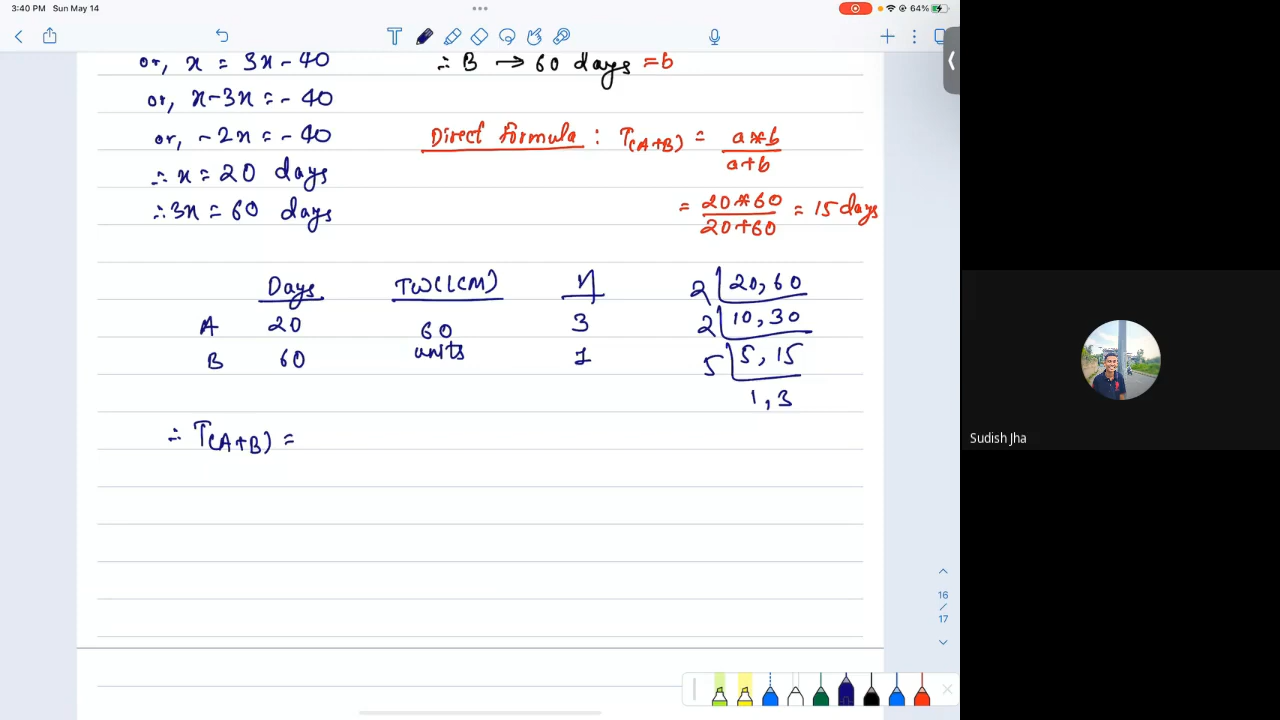 3:40 PM Sun May 14
64%
or, x = 3x - 40
∴ B → 60 days = b
or, x - 3x = - 40
or, - 2x = - 40
Direct formula : T(A+B) = a*b / a+b
∴ x = 20 days
∴ 3x = 60 days
= 20*60 / 20+60 = 15 days
Days TW(LCM) η
A 20 60 units 3
B 60 1
2 | 20, 60
2 | 10, 30
5 | 5, 15
1, 3
∴ T(A+B) =
Sudish Jha
16
/
17